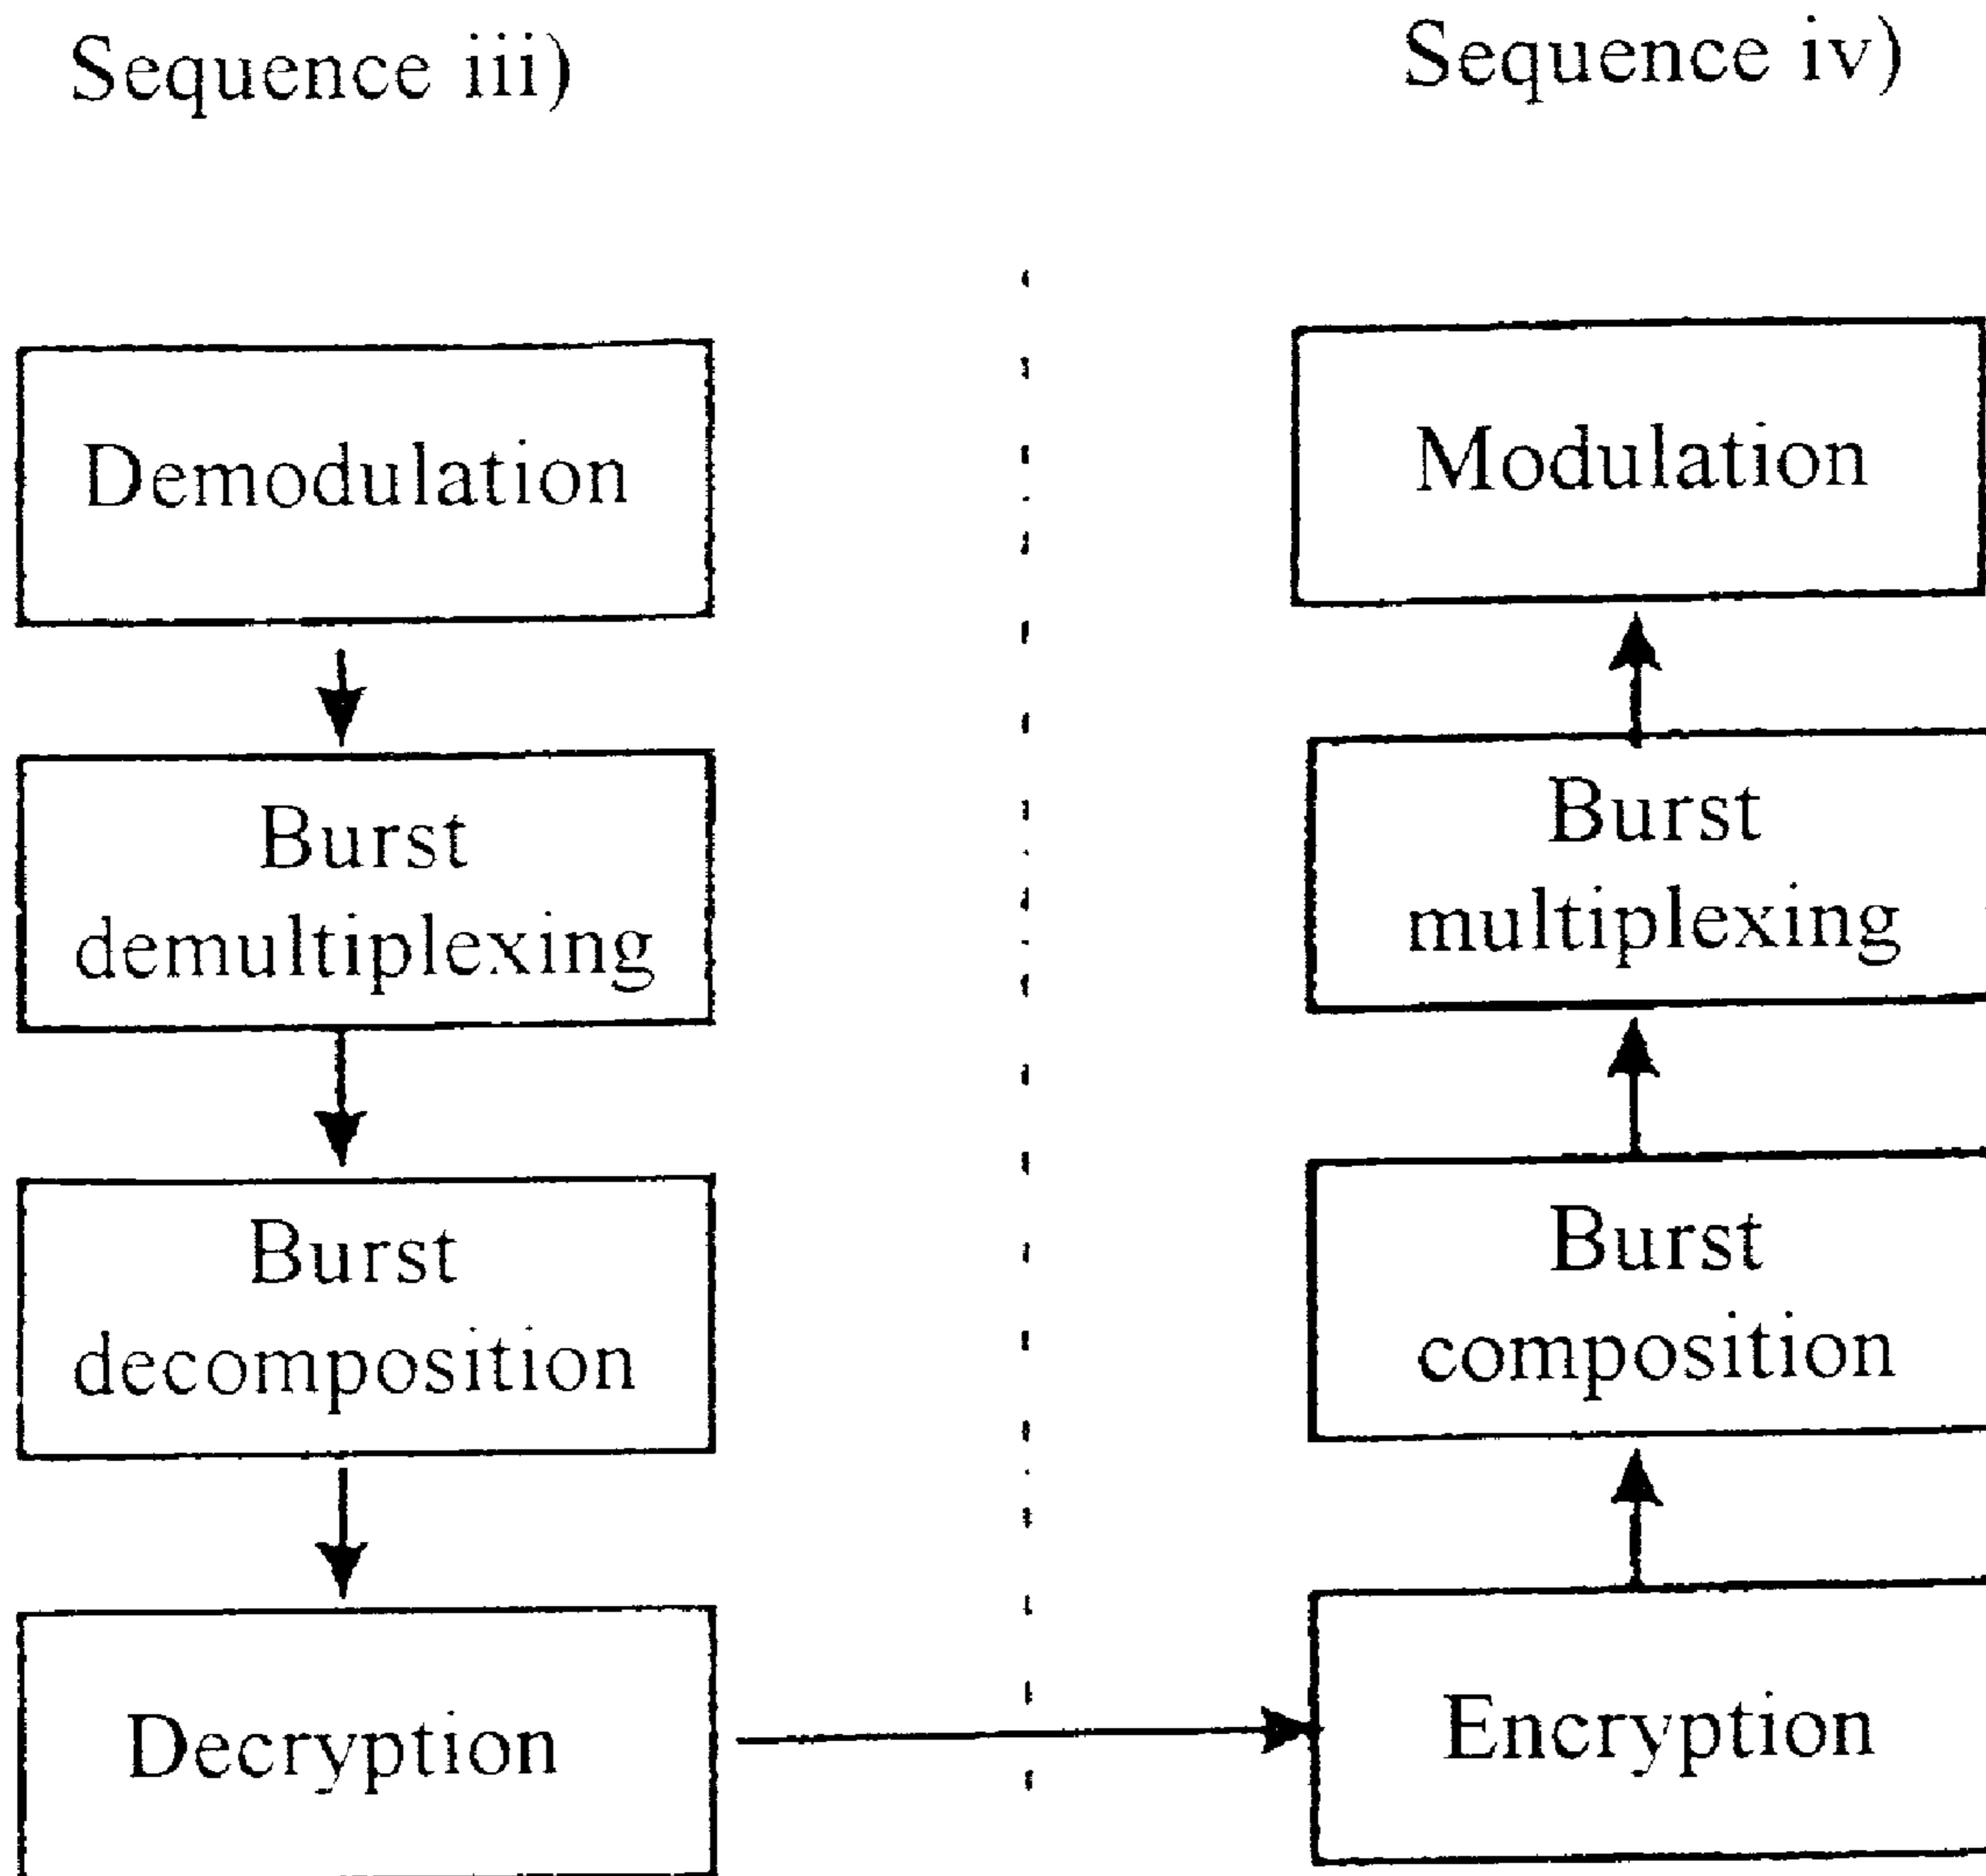 Sequence iii)
Demodulation
Burst
demultiplexing
Burst
decomposition
Decryption
Sequence iv)
Modulation
Burst
multiplexing
Burst
composition
Encryption